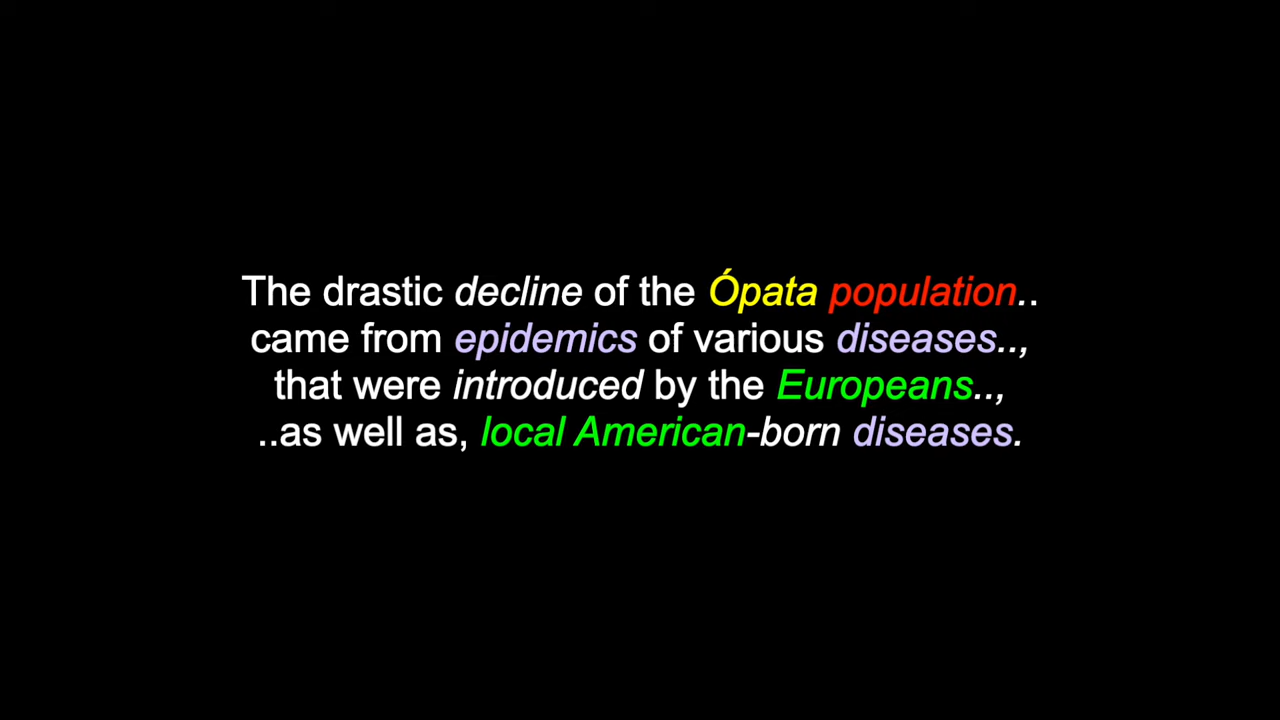 The drastic decline of the Ópata population..
came from epidemics of various diseases..,
that were introduced by the Europeans..,
..as well as, local American-born diseases.